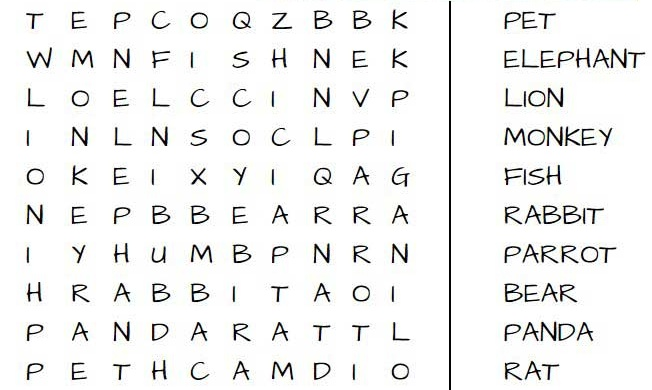 T E P C O Q Z B B K PET
W M N F I S H N E K ELEPHANT
L O E L C C I N V P LION
I N L N S O C L P I MONKEY
O K E I X Y I Q A G FISH
N E P B B E A R R A RABBIT
I Y H U M B P N R N PARROT
H R A B B I T A O I BEAR
P A N D A R A T T L PANDA
P E T H C A M D I O RAT